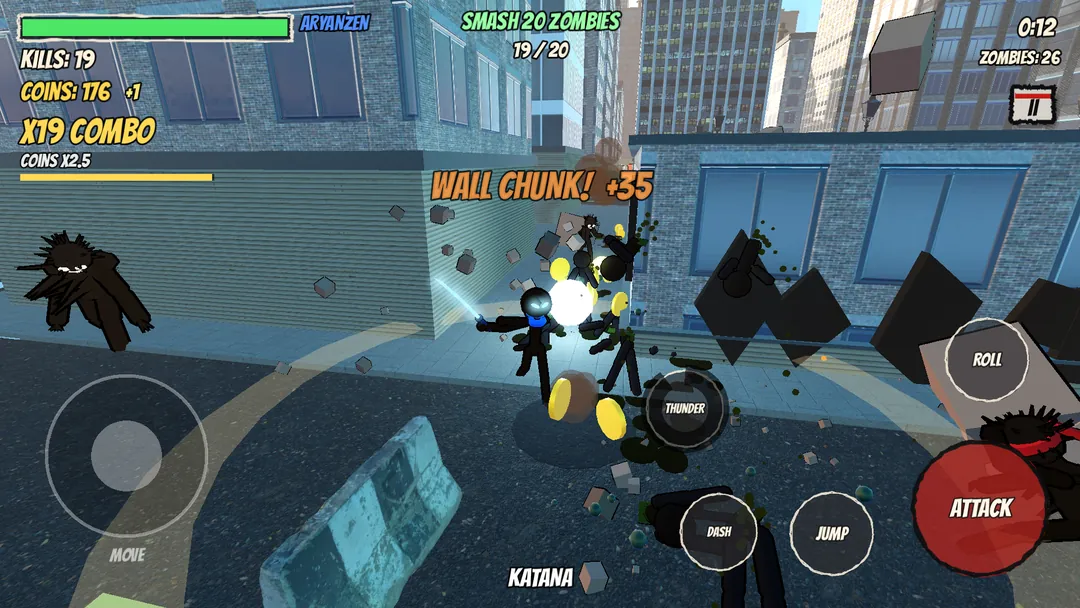 ARYANZEN
KILLS: 19
COINS: 176 +1
X19 COMBO
COINS X2.5
SMASH 20 ZOMBIES
19 / 20
0:12
ZOMBIES: 26
WALL CHUNK! +35
ROLL
THUNDER
ATTACK
DASH
JUMP
MOVE
KATANA